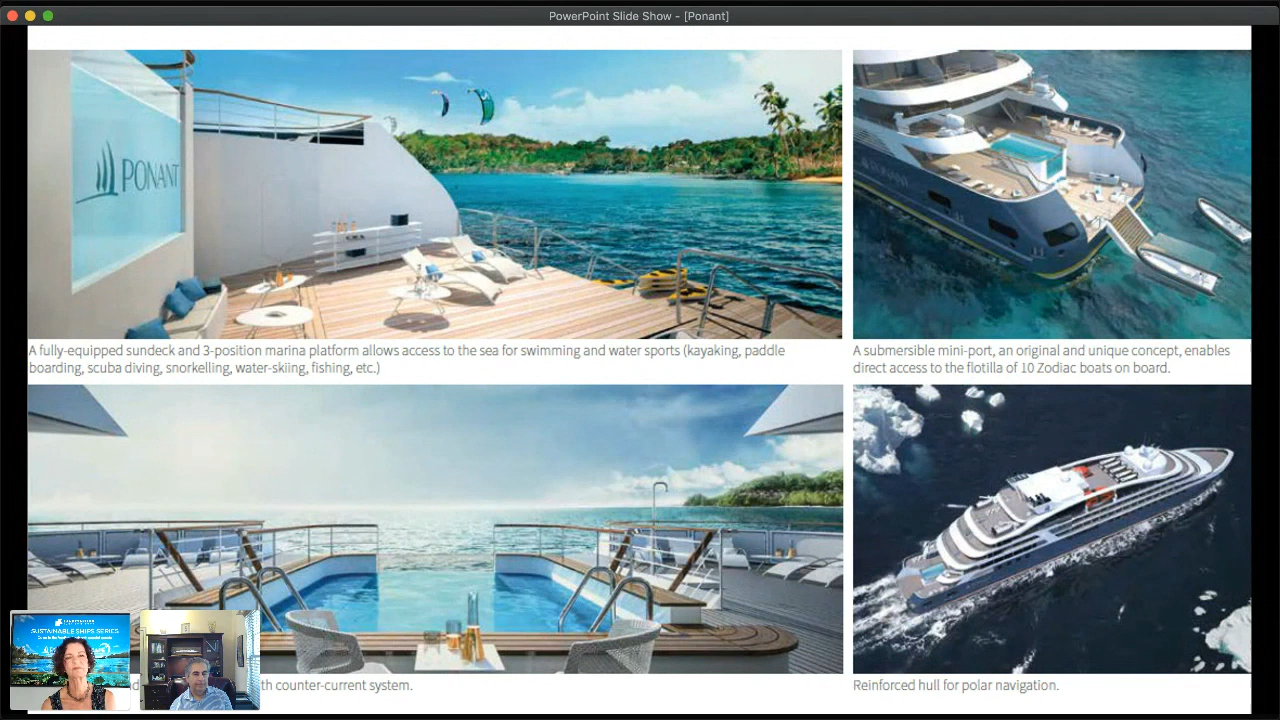 PowerPoint Slide Show - [Ponant]
PONANT
A fully-equipped sundeck and 3-position marina platform allows access to the sea for swimming and water sports (kayaking, paddle
boarding, scuba diving, snorkelling, water-skiing, fishing, etc.)
A submersible mini-port, an original and unique concept, enables
direct access to the flotilla of 10 Zodiac boats on board.
SUSTAINABLE SHIPS SERIES
th counter-current system.
Reinforced hull for polar navigation.